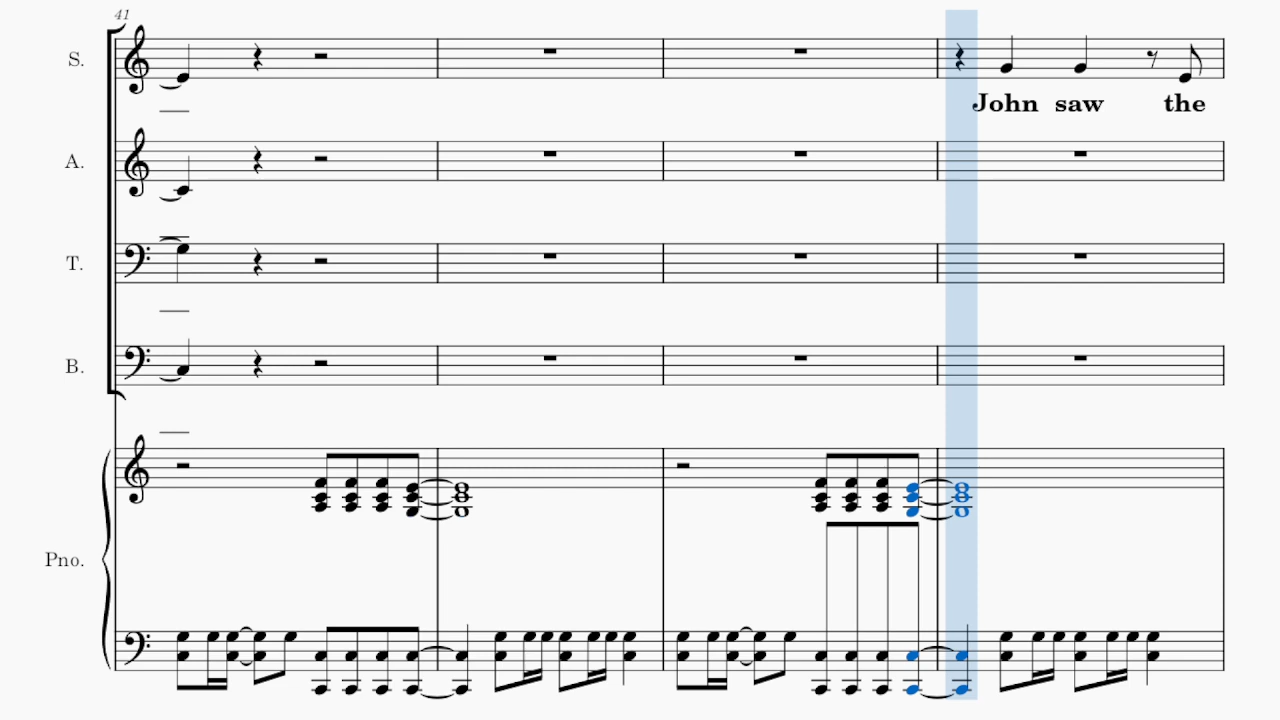 41
S.
John saw the
A.
T.
B.
Pno.